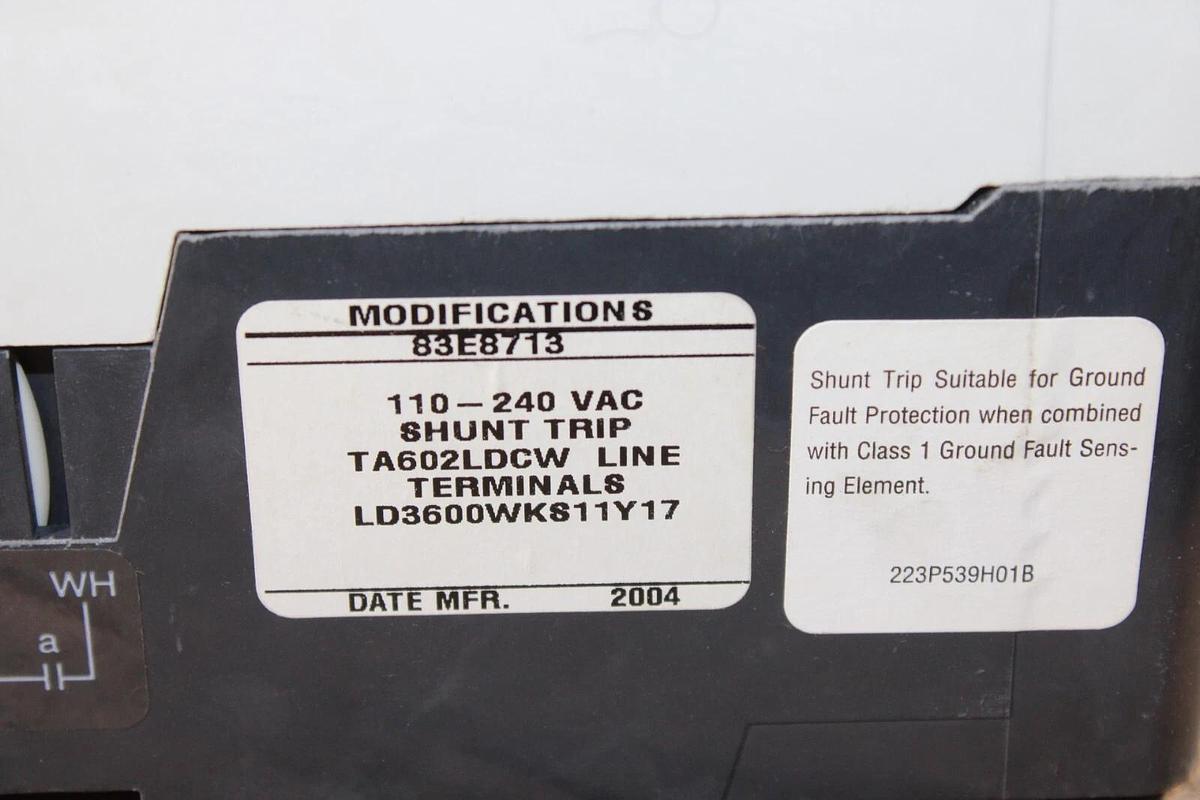 MODIFICATIONS
83E8713
110-240 VAC
SHUNT TRIP
TA602LDCW LINE
TERMINALS
LD3600WKS11Y17
DATE MFR. 2004
Shunt Trip Suitable for Ground
Fault Protection when combined
with Class 1 Ground Fault Sens-
ing Element.
223P539H01B
WH
a